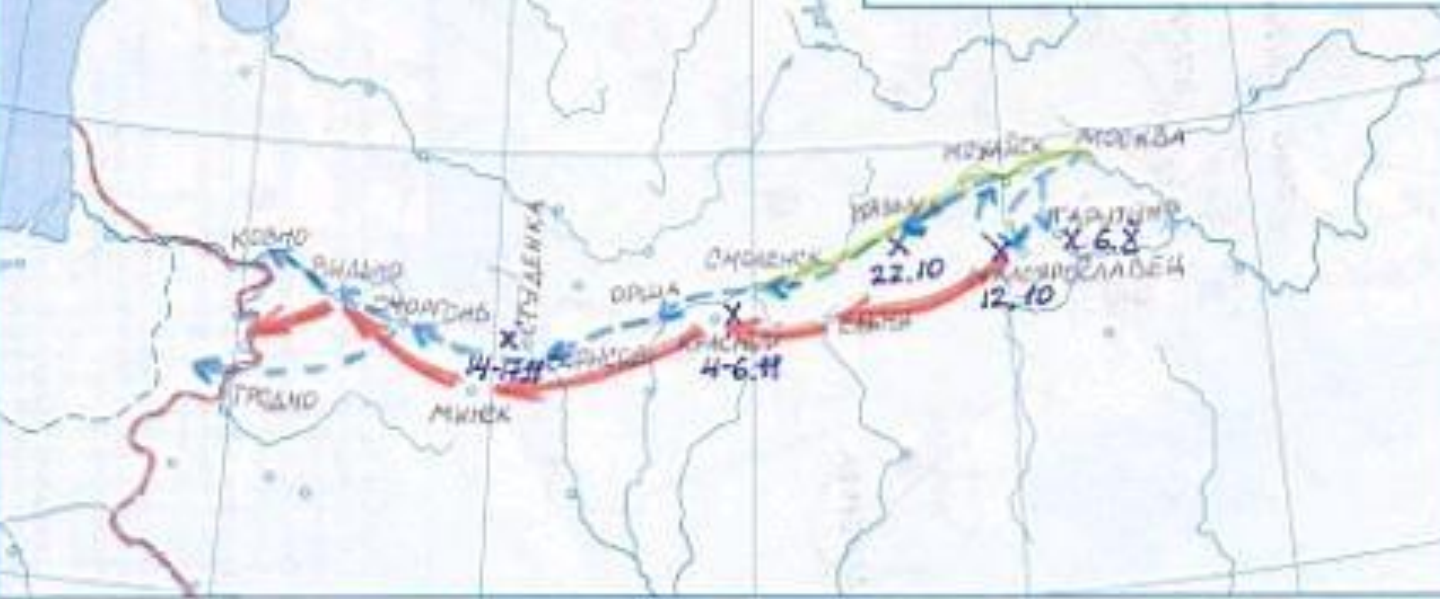 МОСКВА
МОЖАЙСК
ВЯЗЬМА
ТАРУТИНО
X 6.X
X
22.10
X
МАЛОЯРОСЛАВЕЦ
12.10
СМОЛЕНСК
ОРША
X
КРАСНЫЙ
4-6.11
ЕЛЬНЯ
СТУДЕНКА
X
14-17.11
СМОРГОНЬ
ВИЛЬНО
КОВНО
ГРОДНО
МИНСК